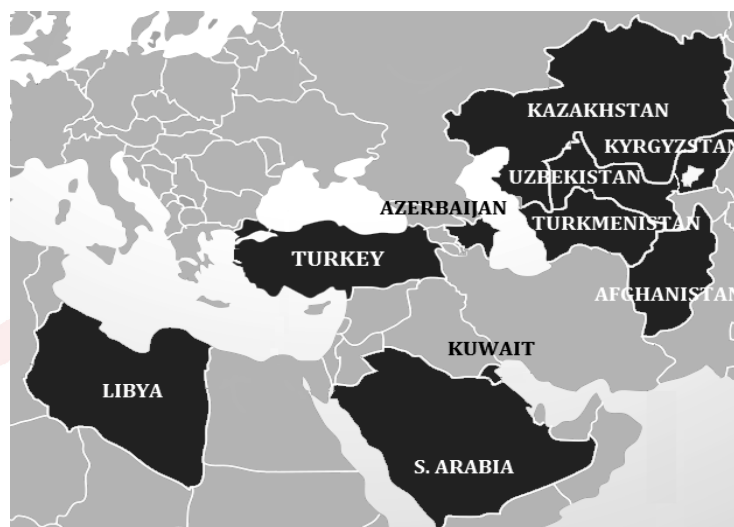 KAZAKHSTAN
KYRGYZSTAN
UZBEKISTAN
AZERBAIJAN
TURKMENISTAN
TURKEY
AFGHANISTAN
KUWAIT
LIBYA
S. ARABIA